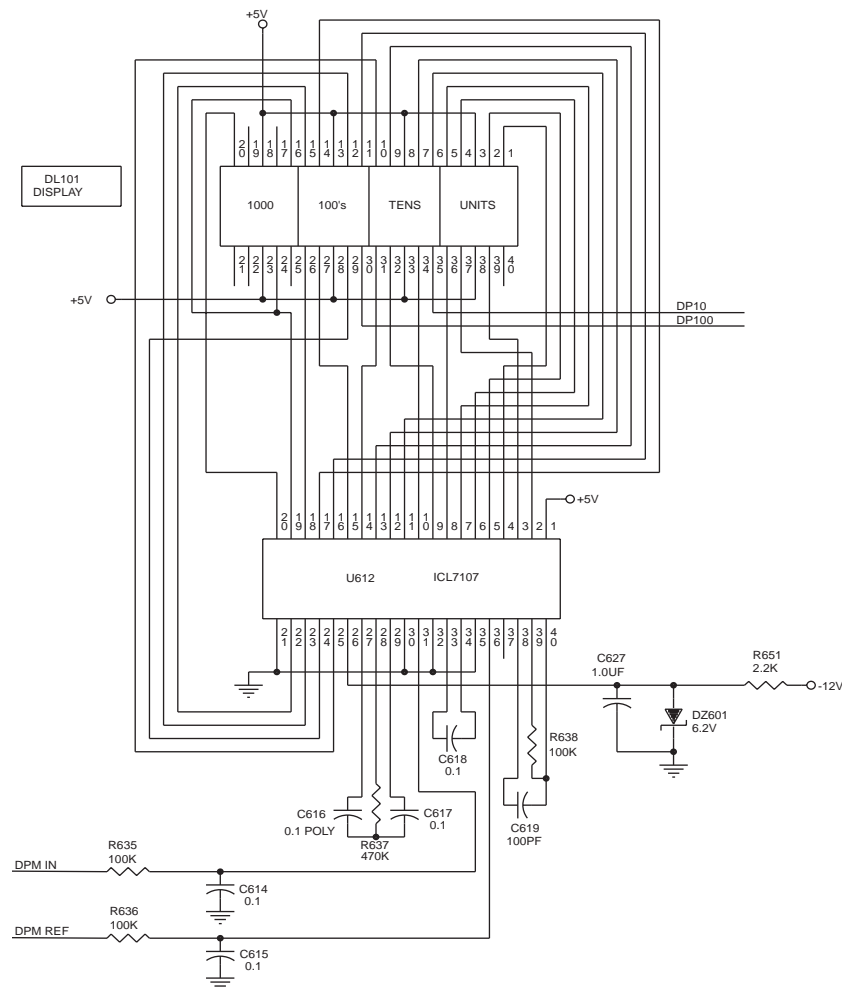 +5V
20 19 18 17 16 15 14 13 12 11 10 9 8 7 6 5 4 3 2 1
DL101
DISPLAY
1000 100's TENS UNITS
21 22 23 24 25 26 27 28 29 30 31 32 33 34 35 36 37 38 39 40
+5V
DP10
DP100
+5V
20 19 18 17 16 15 14 13 12 11 10 9 8 7 6 5 4 3 2 1
U612 ICL7107
21 22 23 24 25 26 27 28 29 30 31 32 33 34 35 36 37 38 39 40
C627
1.0UF
R651
2.2K
-12V
DZ601
6.2V
R638
100K
C618
0.1
C616
0.1 POLY
C617
0.1
R637
470K
C619
100PF
R635
100K
DPM IN
C614
0.1
R636
100K
DPM REF
C615
0.1